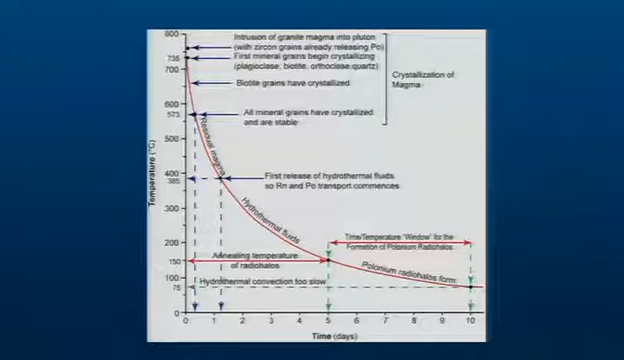 800
Intrusion of granite magma into pluton
(with zircon grains already releasing Po)
735
First mineral grains begin crystallizing
(plagioclase, biotite, orthoclase, quartz)
700
Crystallization of
Magma
Biotite grains have crystallized
600
573
All mineral grains have crystallized
and are stable
500
Residual magma
400
385
First release of hydrothermal fluids
so Rn and Po transport commences
Temperature (°C)
300
Hydrothermal fluids
200
Time/Temperature 'Window' for the
Formation of Polonium Radiohalos
150
Annealing temperature
of radiohalos
Polonium radiohalos form
Hydrothermal convection too slow
0
0 1 2 3 4 5 6 7 8 9 10
Time (days)